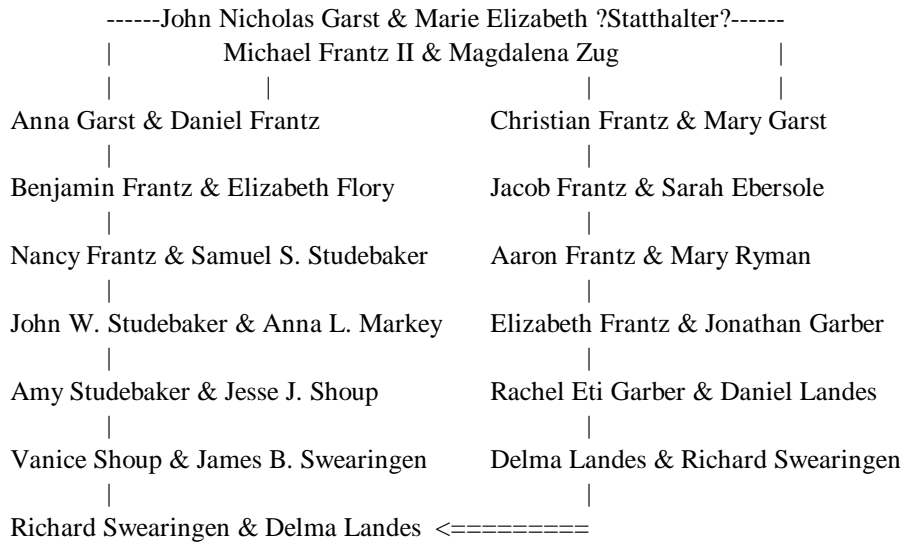 ------John Nicholas Garst & Marie Elizabeth ?Statthalter?------
| Michael Frantz II & Magdalena Zug |
| | | |
Anna Garst & Daniel Frantz Christian Frantz & Mary Garst
| |
Benjamin Frantz & Elizabeth Flory Jacob Frantz & Sarah Ebersole
| |
Nancy Frantz & Samuel S. Studebaker Aaron Frantz & Mary Ryman
| |
John W. Studebaker & Anna L. Markey Elizabeth Frantz & Jonathan Garber
| |
Amy Studebaker & Jesse J. Shoup Rachel Eti Garber & Daniel Landes
| |
Vanice Shoup & James B. Swearingen Delma Landes & Richard Swearingen
| |
Richard Swearingen & Delma Landes <=========